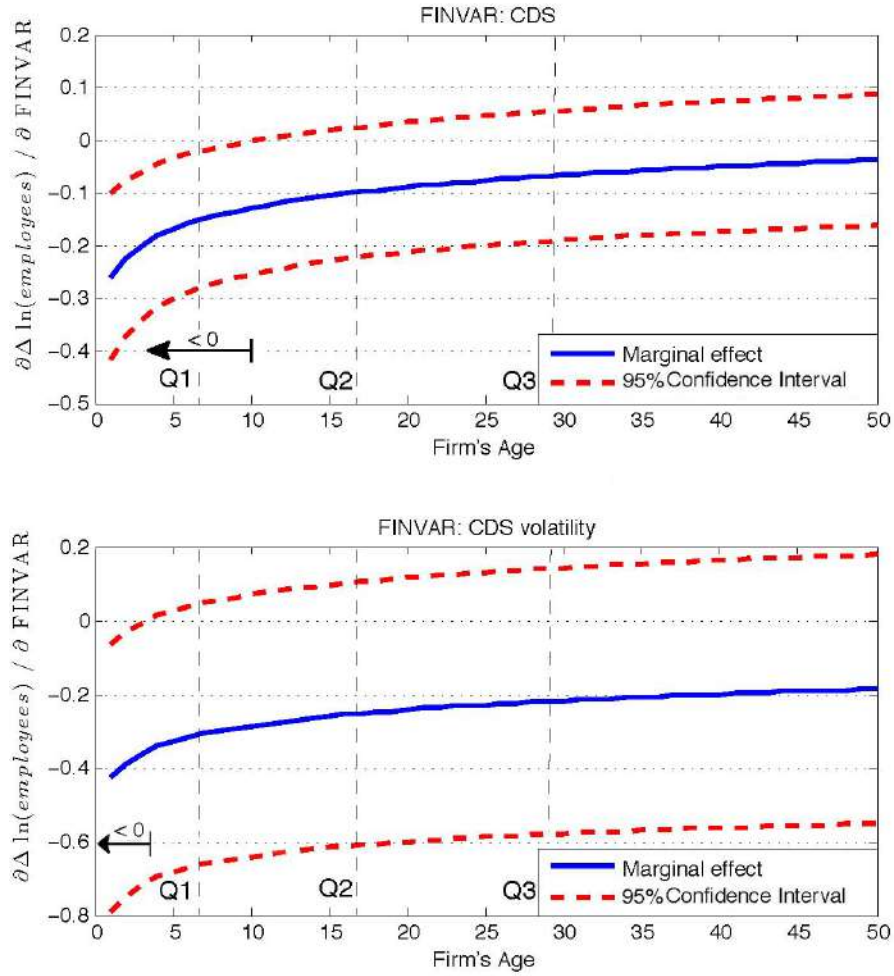 FINVAR: CDS
∂Δ ln(employees) / ∂ FINVAR
0.2
0.1
0
−0.1
−0.2
−0.3
−0.4
−0.5
< 0
Q1
Q2
Q3
Marginal effect
95%Confidence Interval
0 5 10 15 20 25 30 35 40 45 50
Firm's Age
FINVAR: CDS volatility
∂Δ ln(employees) / ∂ FINVAR
0.2
0
−0.2
−0.4
−0.6
−0.8
< 0
Q1
Q2
Q3
Marginal effect
95%Confidence Interval
0 5 10 15 20 25 30 35 40 45 50
Firm's Age